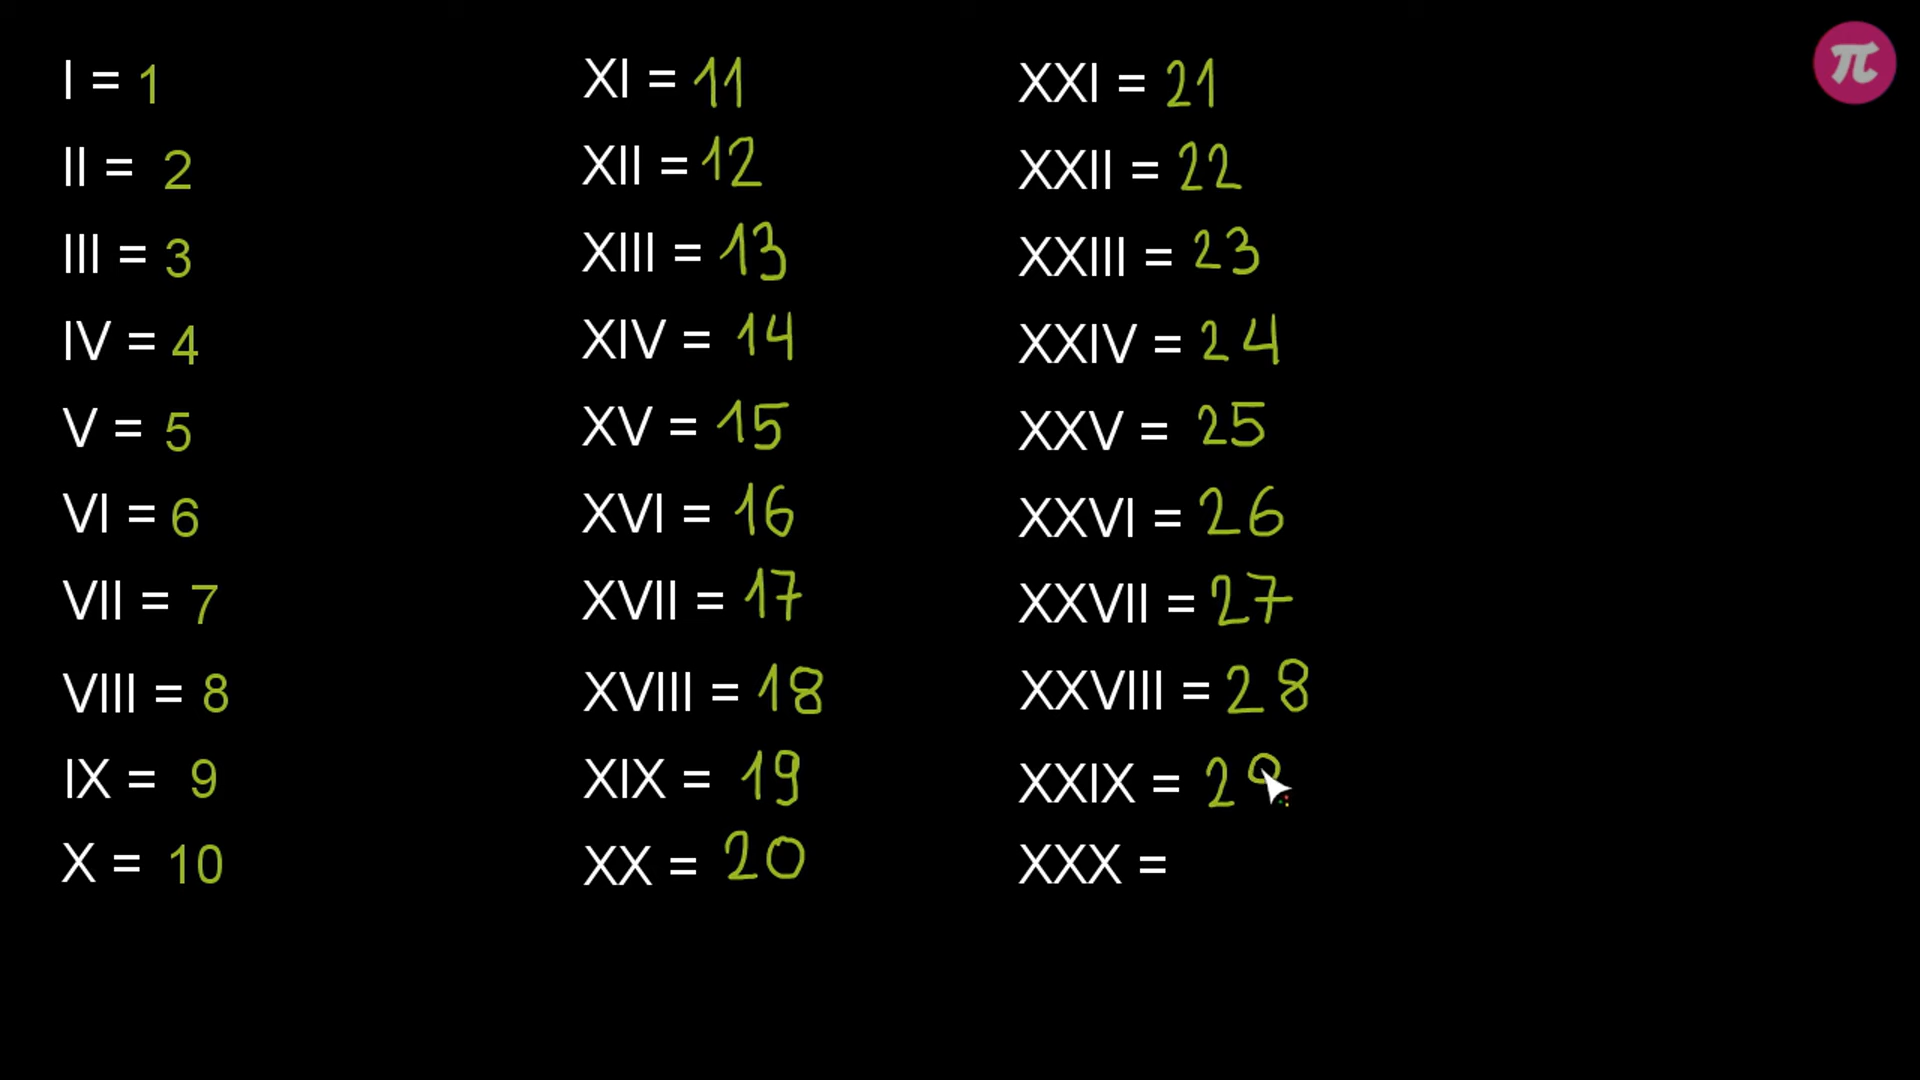 I = 1
II = 2
III = 3
IV = 4
V = 5
VI = 6
VII = 7
VIII = 8
IX = 9
X = 10
XI = 11
XII = 12
XIII = 13
XIV = 14
XV = 15
XVI = 16
XVII = 17
XVIII = 18
XIX = 19
XX = 20
XXI = 21
XXII = 22
XXIII = 23
XXIV = 24
XXV = 25
XXVI = 26
XXVII = 27
XXVIII = 28
XXIX = 29
XXX =
π